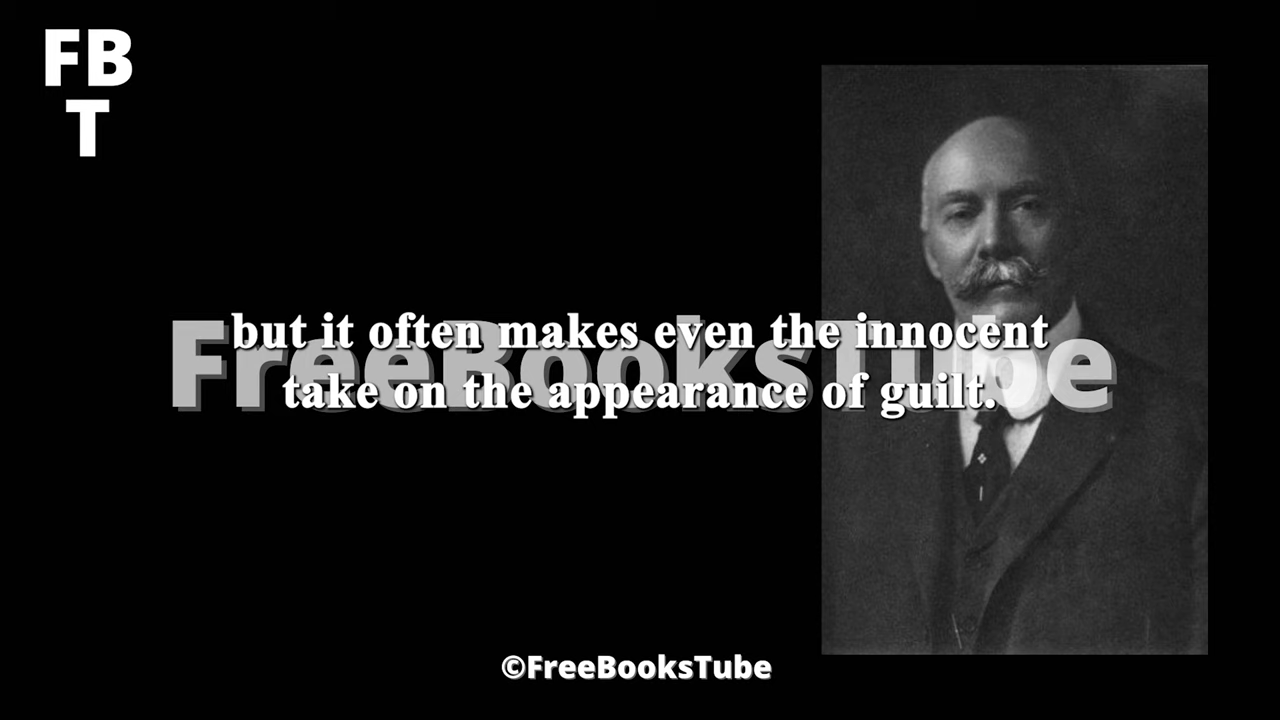 FB
T
FreeBooksTube
but it often makes even the innocent
take on the appearance of guilt.
©FreeBooksTube